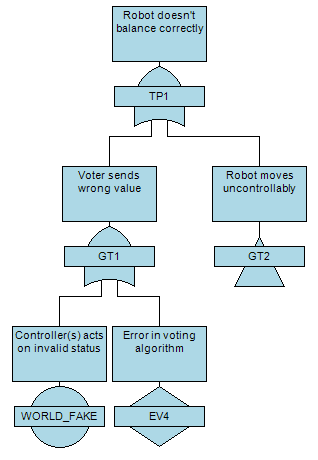 Robot doesn't
balance correctly
TP1
Voter sends
wrong value
Robot moves
uncontrollably
GT1
GT2
Controller(s) acts
on invalid status
Error in voting
algorithm
WORLD_FAKE
EV4